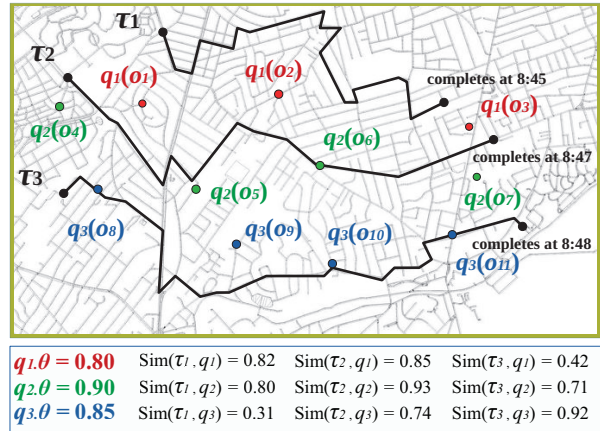 τ1
τ2
q1(o1)
q1(o2)
completes at 8:45
q1(o3)
q2(o4)
q2(o6)
completes at 8:47
τ3
q2(o5)
q2(o7)
q3(o8)
q3(o9)
q3(o10)
completes at 8:48
q3(o11)
q1.θ = 0.80 Sim(τ1, q1) = 0.82 Sim(τ2, q1) = 0.85 Sim(τ3, q1) = 0.42
q2.θ = 0.90 Sim(τ1, q2) = 0.80 Sim(τ2, q2) = 0.93 Sim(τ3, q2) = 0.71
q3.θ = 0.85 Sim(τ1, q3) = 0.31 Sim(τ2, q3) = 0.74 Sim(τ3, q3) = 0.92